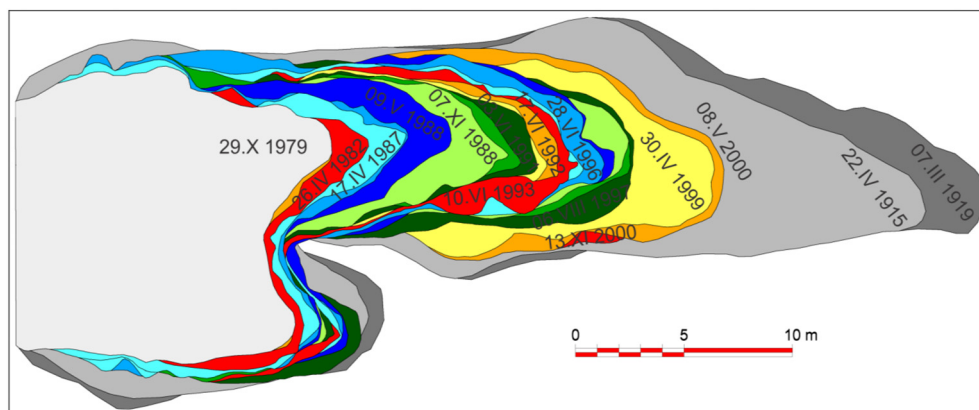 29.X 1979
26.IV 1982
17.IV 1987
09.V 1988
07.XI 1988
1992
10.VI 1993
28.VI 1996
30.IV 1999
13.XI 2000
08.V 2000
22.IV 1915
07.III 1919
0 5 10 m